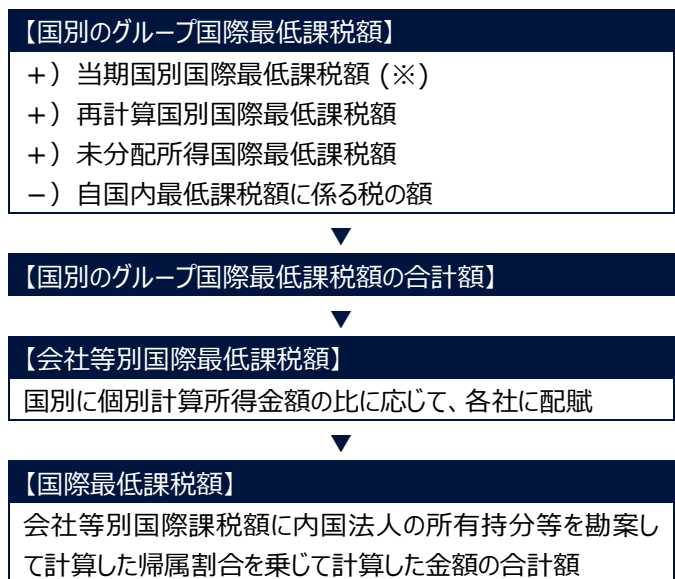 【国別のグループ国際最低課税額】
＋）当期国別国際最低課税額 (※)
＋）再計算国別国際最低課税額
＋）未分配所得国際最低課税額
－）自国内最低課税額に係る税の額
▼
【国別のグループ国際最低課税額の合計額】
▼
【会社等別国際最低課税額】
国別に個別計算所得金額の比に応じて、各社に配賦
▼
【国際最低課税額】
会社等別国際課税額に内国法人の所有持分等を勘案し
て計算した帰属割合を乗じて計算した金額の合計額